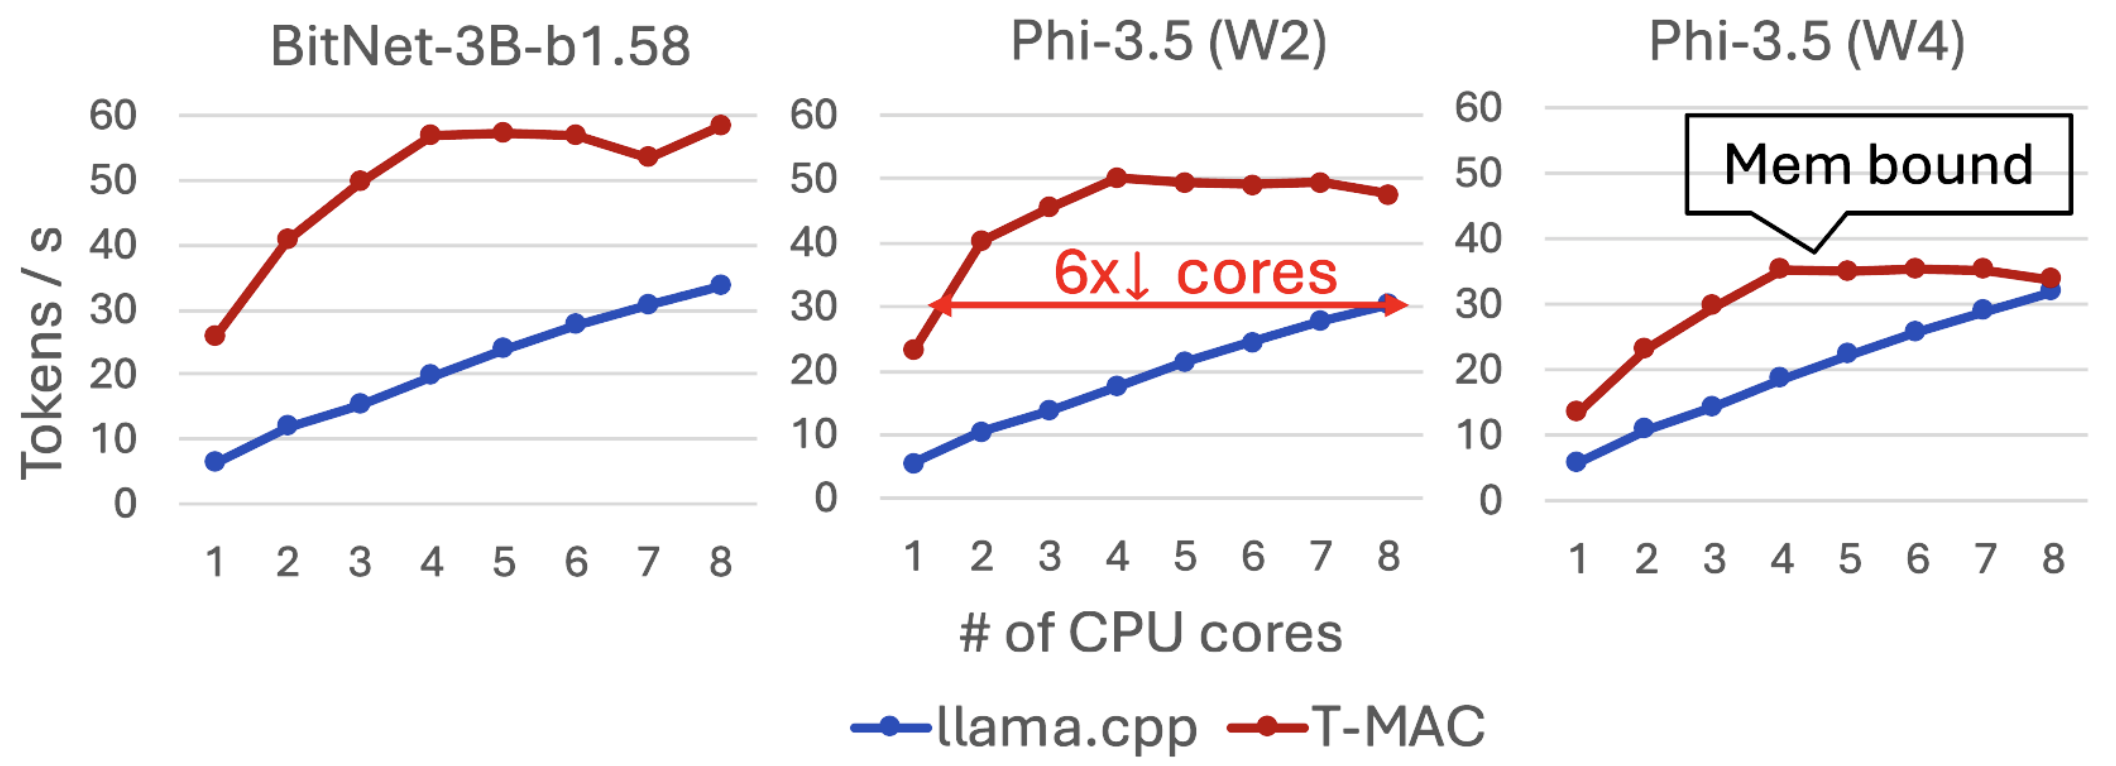 BitNet-3B-b1.58
Phi-3.5 (W2)
Phi-3.5 (W4)
Tokens / s
60
50
40
30
20
10
0
1 2 3 4 5 6 7 8
60
50
40
30
20
10
0
6x↓ cores
1 2 3 4 5 6 7 8
60
50
40
30
20
10
0
Mem bound
1 2 3 4 5 6 7 8
# of CPU cores
llama.cpp T-MAC